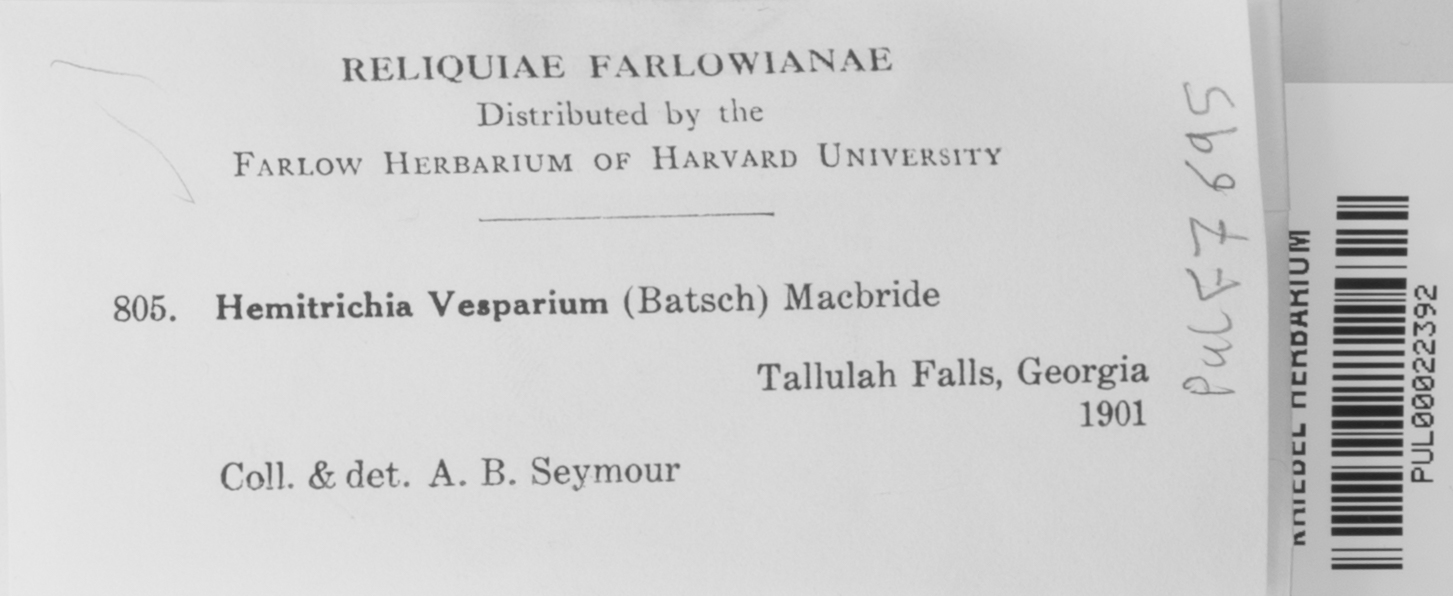 RELIQUIAE FARLOWIANAE
Distributed by the
FARLOW HERBARIUM OF HARVARD UNIVERSITY
805. Hemitrichia Vesparium (Batsch) Macbride
Tallulah Falls, Georgia
1901
Coll. & det. A. B. Seymour
Pul F7695
KRIEBEL HERBARIUM
PUL00022392